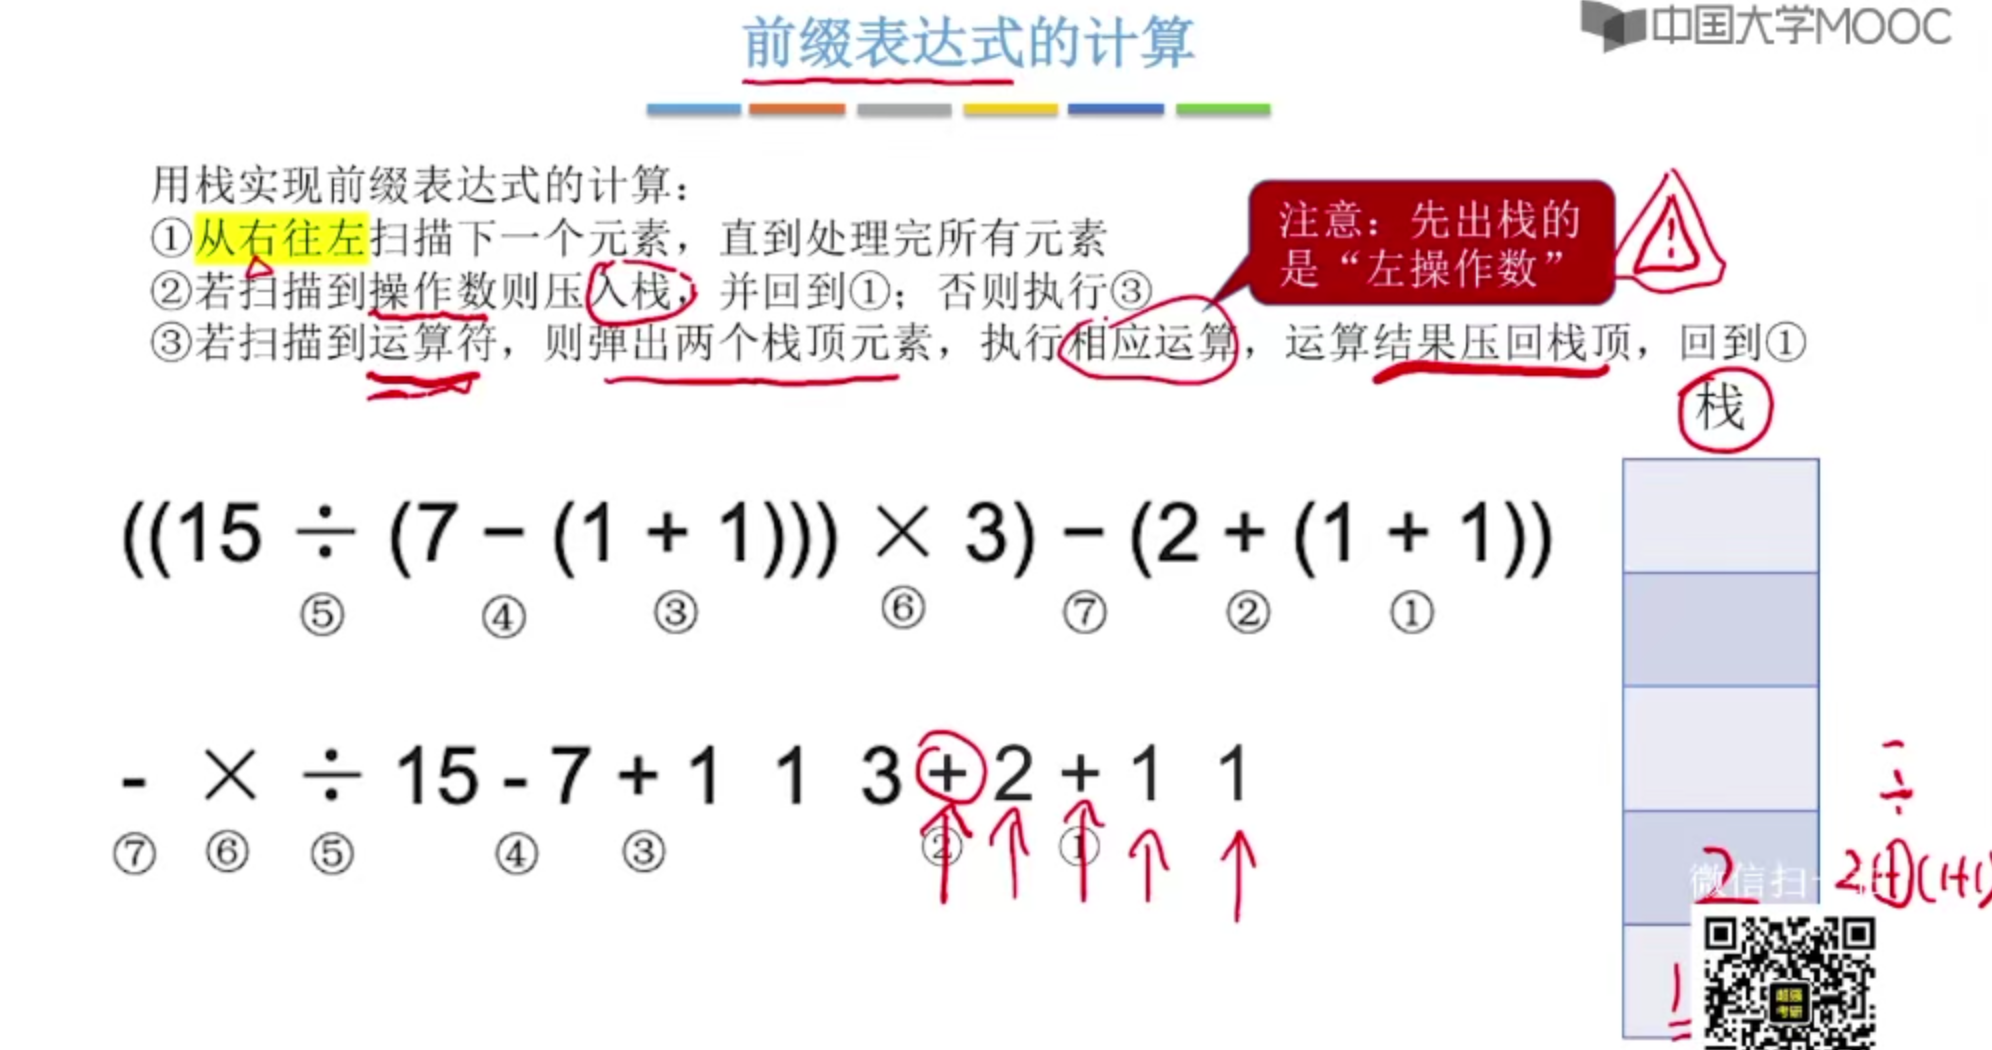 前缀表达式的计算
中国大学MOOC
用栈实现前缀表达式的计算：
①从右往左扫描下一个元素，直到处理完所有元素
②若扫描到操作数则压入栈，并回到①；否则执行③
③若扫描到运算符，则弹出两个栈顶元素，执行相应运算，运算结果压回栈顶，回到①
注意：先出栈的
是“左操作数”
栈
((15 ÷ (7 − (1 + 1))) × 3) − (2 + (1 + 1))
⑤ ④ ③ ⑥ ⑦ ② ①
- × ÷ 15 - 7 + 1 1 3 + 2 + 1 1
⑦ ⑥ ⑤ ④ ③ ② ①
-
÷
2 2+(1+1)
微信扫一
1
超强
考研